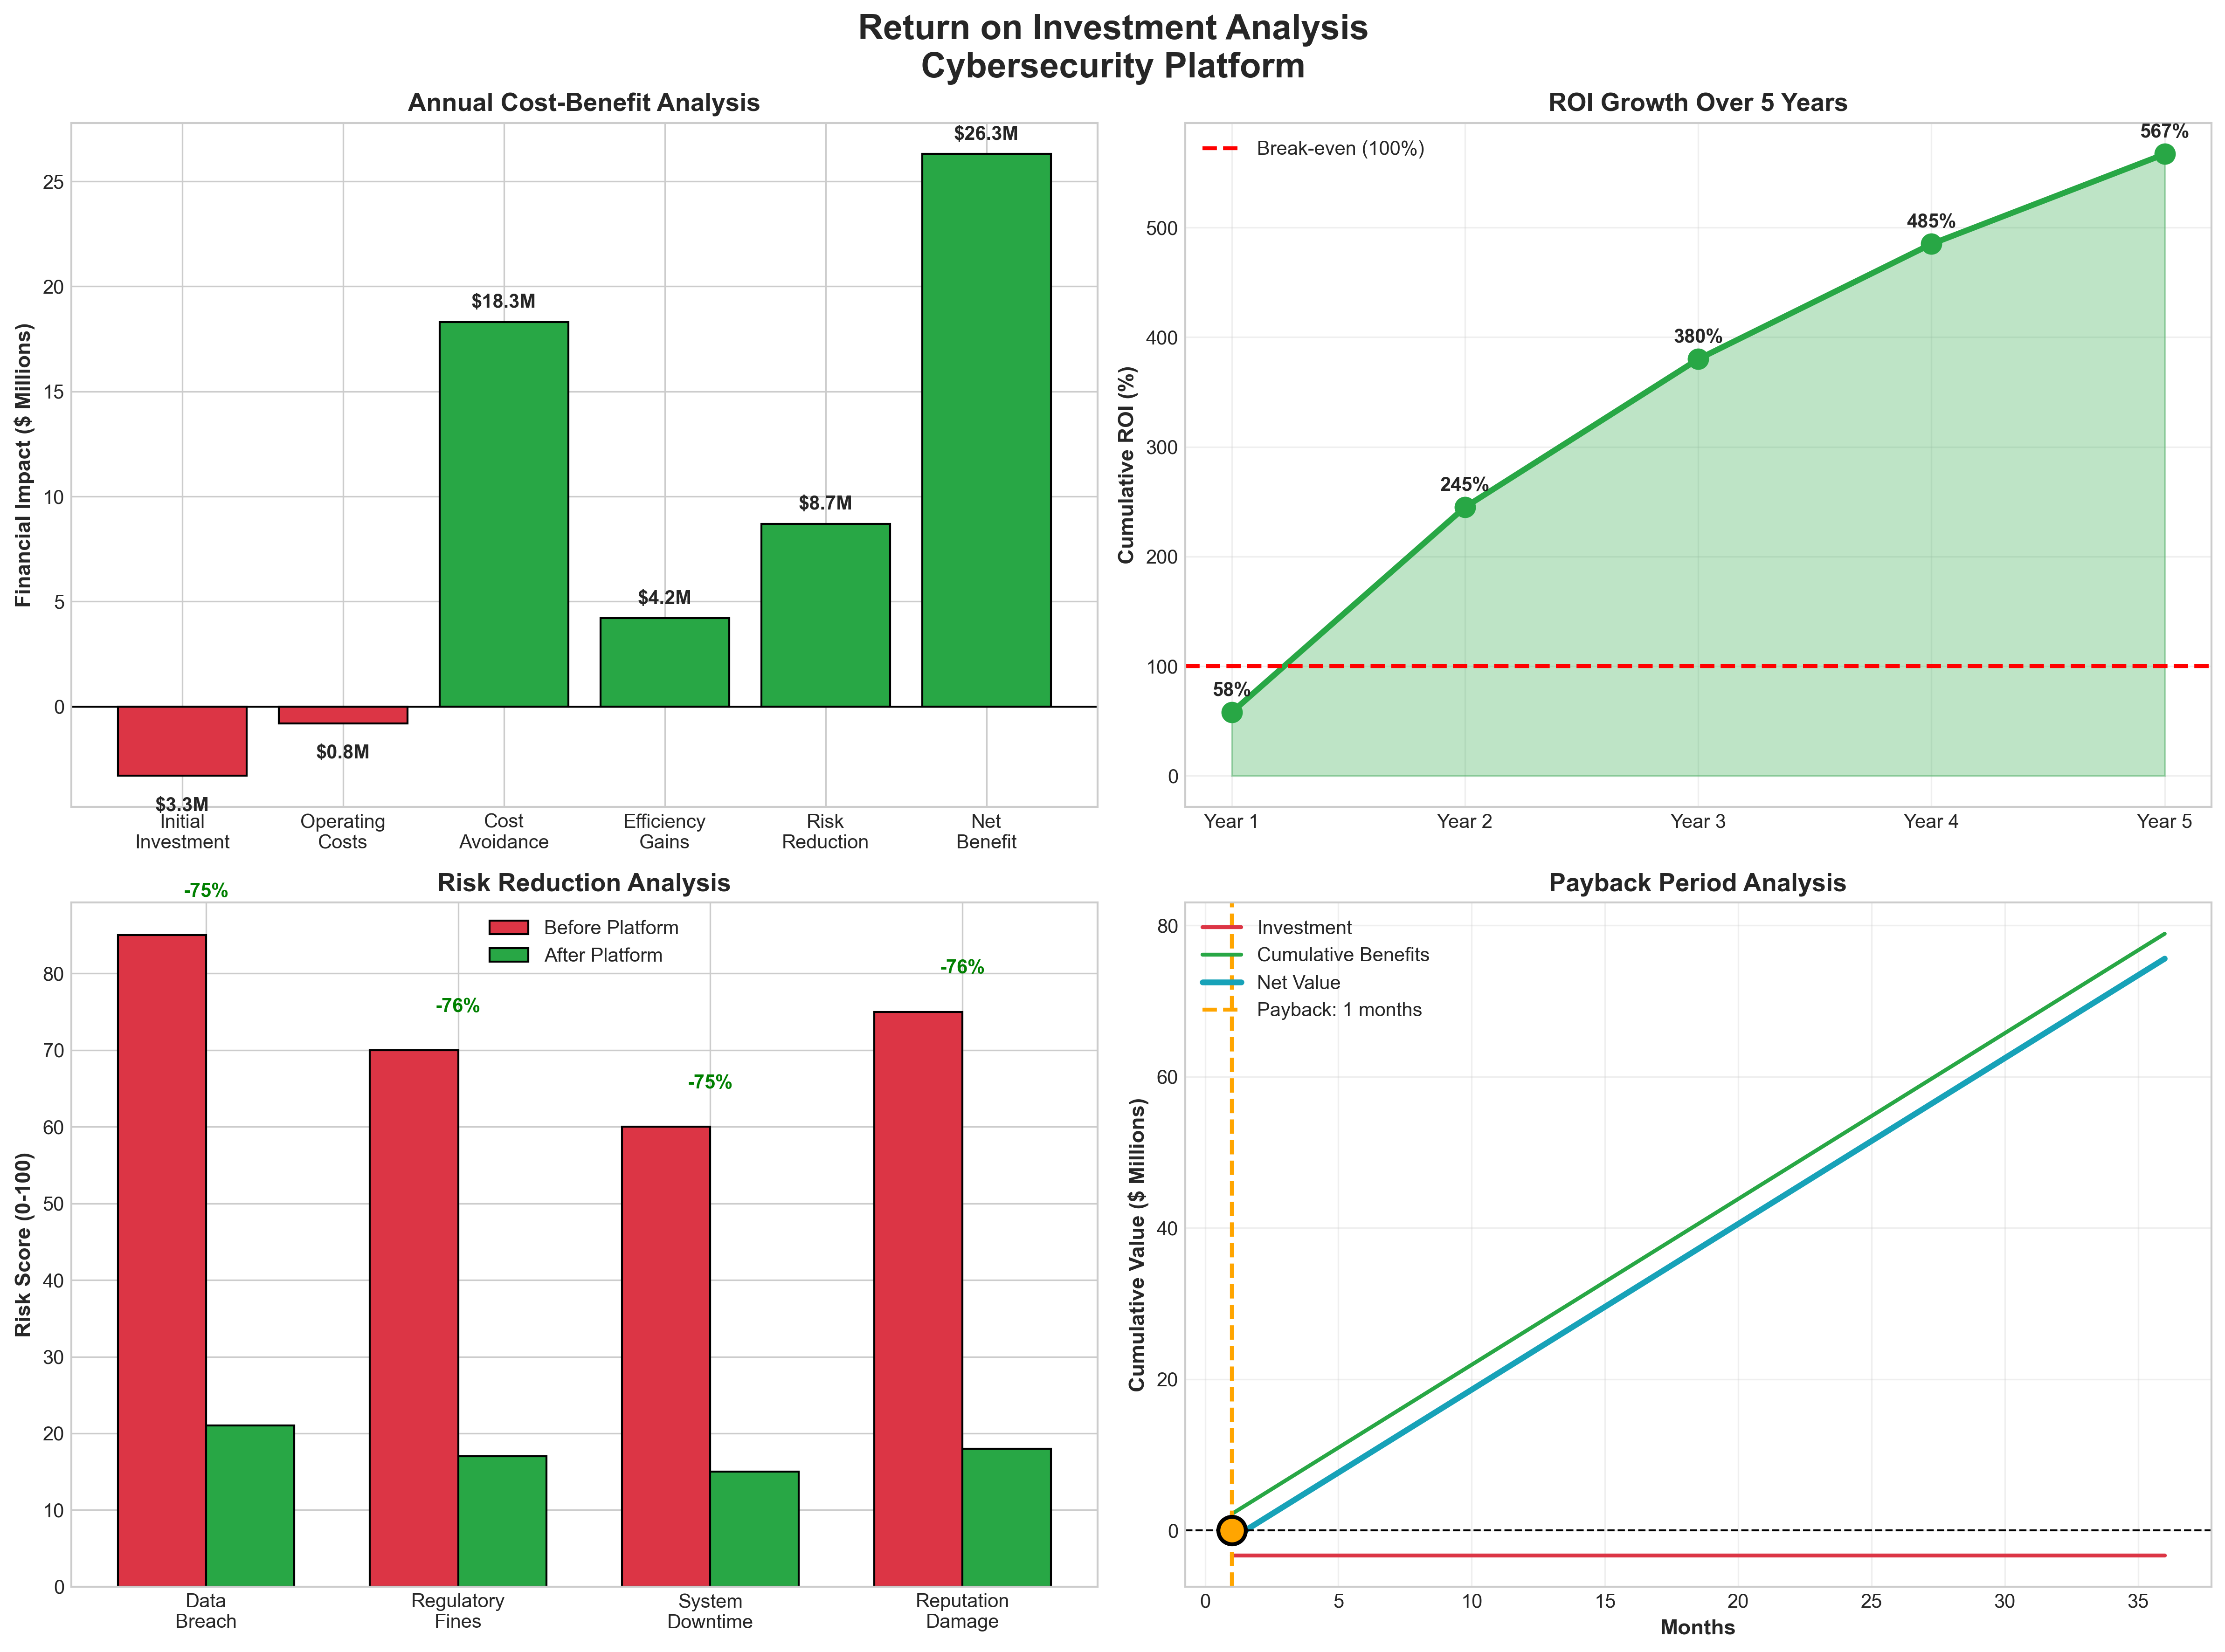 Return on Investment Analysis
Cybersecurity Platform
Annual Cost-Benefit Analysis
Financial Impact ($ Millions)
25
20
15
10
5
0
$3.3M
$0.8M
$18.3M
$4.2M
$8.7M
$26.3M
Initial
Investment
Operating
Costs
Cost
Avoidance
Efficiency
Gains
Risk
Reduction
Net
Benefit
ROI Growth Over 5 Years
Break-even (100%)
Cumulative ROI (%)
500
400
300
200
100
0
58%
245%
380%
485%
567%
Year 1
Year 2
Year 3
Year 4
Year 5
Risk Reduction Analysis
Before Platform
After Platform
Risk Score (0-100)
80
70
60
50
40
30
20
10
0
-75%
-76%
-75%
-76%
Data
Breach
Regulatory
Fines
System
Downtime
Reputation
Damage
Payback Period Analysis
Investment
Cumulative Benefits
Net Value
Payback: 1 months
Cumulative Value ($ Millions)
80
60
40
20
0
0
5
10
15
20
25
30
35
Months